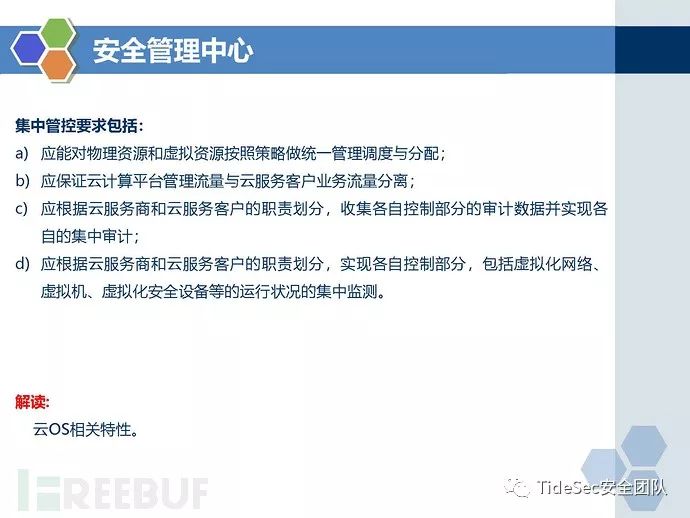 安全管理中心
集中管控要求包括：
a) 应能对物理资源和虚拟资源按照策略做统一管理调度与分配；
b) 应保证云计算平台管理流量与云服务客户业务流量分离；
c) 应根据云服务商和云服务客户的职责划分，收集各自控制部分的审计数据并实现各
自的集中审计；
d) 应根据云服务商和云服务客户的职责划分，实现各自控制部分，包括虚拟化网络、
虚拟机、虚拟化安全设备等的运行状况的集中监测。
解读:
云OS相关特性。
FREEBUF
TideSec安全团队